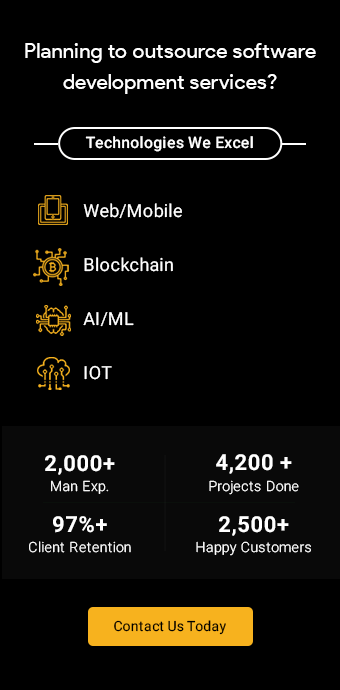 Planning to outsource software
development services?
Technologies We Excel
Web/Mobile
Blockchain
AI/ML
IOT
2,000+
Man Exp.
4,200 +
Projects Done
97%+
Client Retention
2,500+
Happy Customers
Contact Us Today